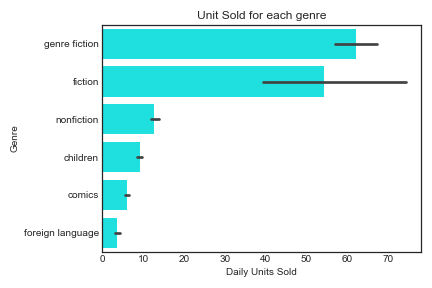 Unit Sold for each genre
genre fiction
fiction
nonfiction
children
comics
foreign language
Genre
0 10 20 30 40 50 60 70
Daily Units Sold